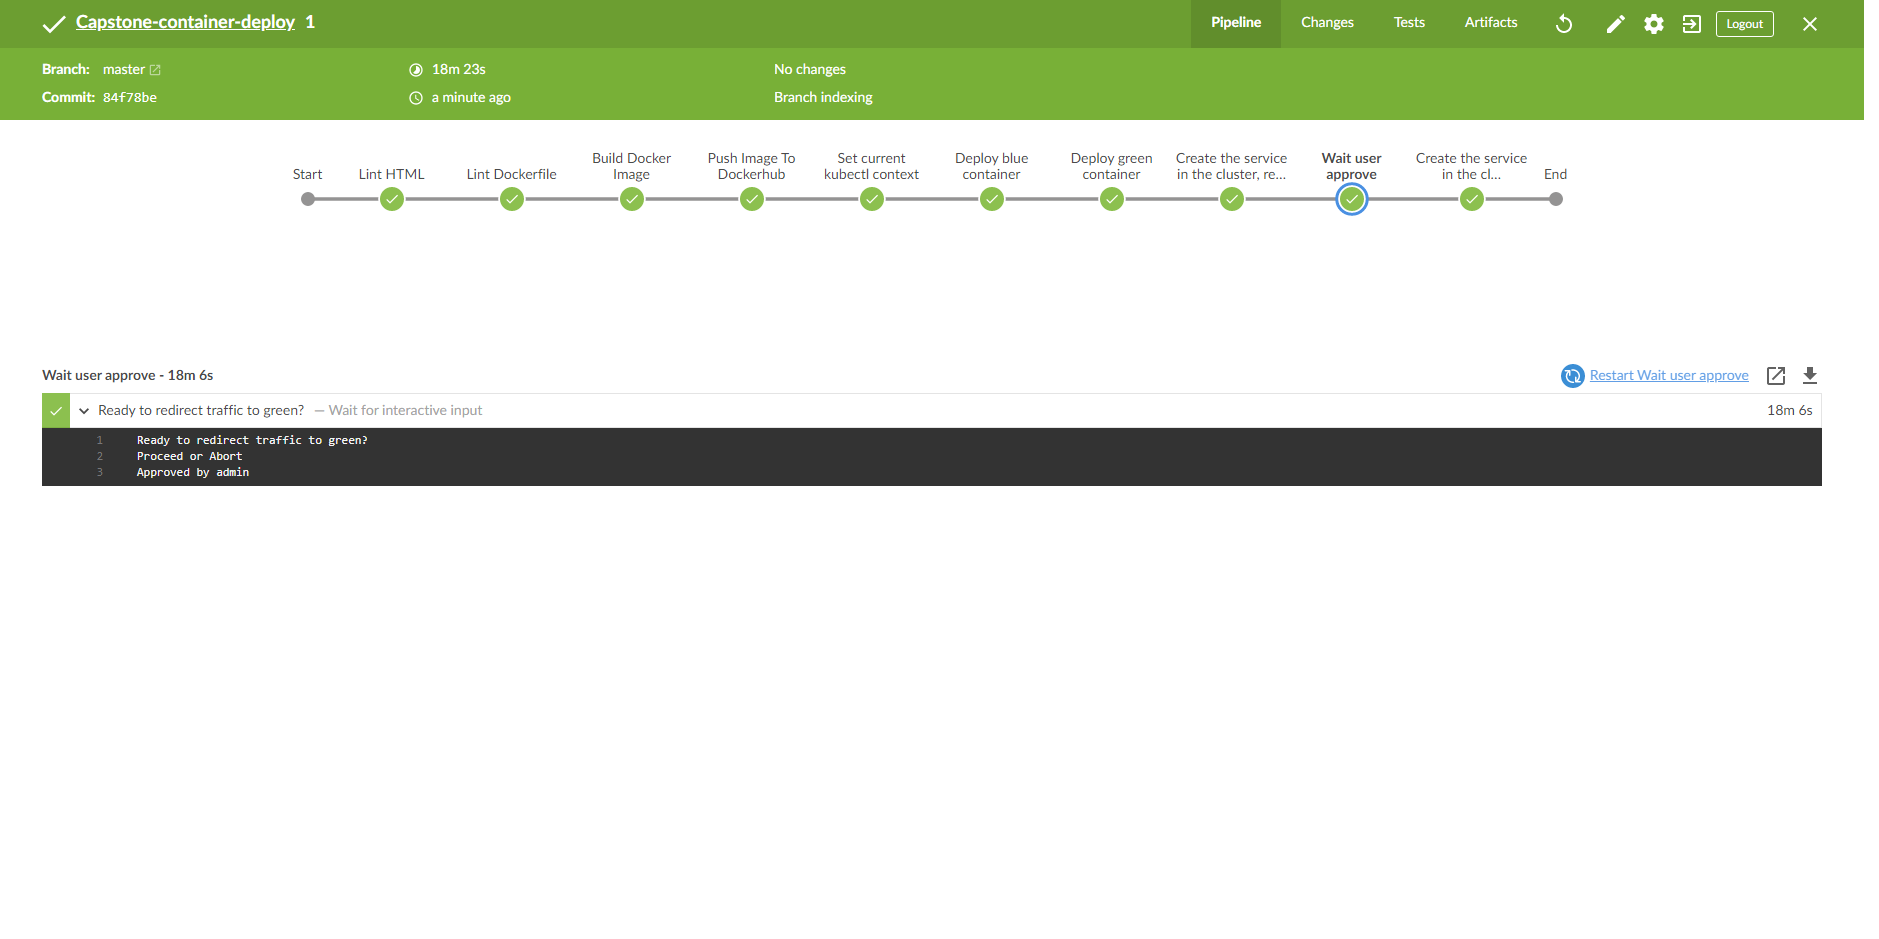 Capstone-container-deploy 1
Pipeline Changes Tests Artifacts Logout
Branch: master 18m 23s No changes
Commit: 84f78be a minute ago Branch indexing
Start
Lint HTML
Lint Dockerfile
Build Docker
Image
Push Image To
Dockerhub
Set current
kubectl context
Deploy blue
container
Deploy green
container
Create the service
in the cluster, re...
Wait user
approve
Create the service
in the cl...
End
Wait user approve - 18m 6s Restart Wait user approve
Ready to redirect traffic to green? — Wait for interactive input 18m 6s
1 Ready to redirect traffic to green?
2 Proceed or Abort
3 Approved by admin